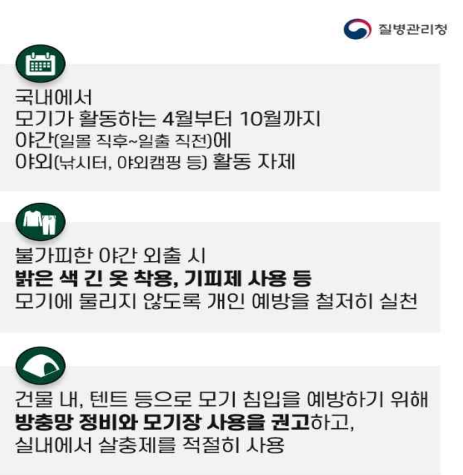 질병관리청
국내에서
모기가 활동하는 4월부터 10월까지
야간(일몰 직후~일출 직전)에
야외(낚시터, 야외캠핑 등) 활동 자제
불가피한 야간 외출 시
밝은 색 긴 옷 착용, 기피제 사용 등
모기에 물리지 않도록 개인 예방을 철저히 실천
건물 내, 텐트 등으로 모기 침입을 예방하기 위해
방충망 정비와 모기장 사용을 권고하고,
실내에서 살충제를 적절히 사용